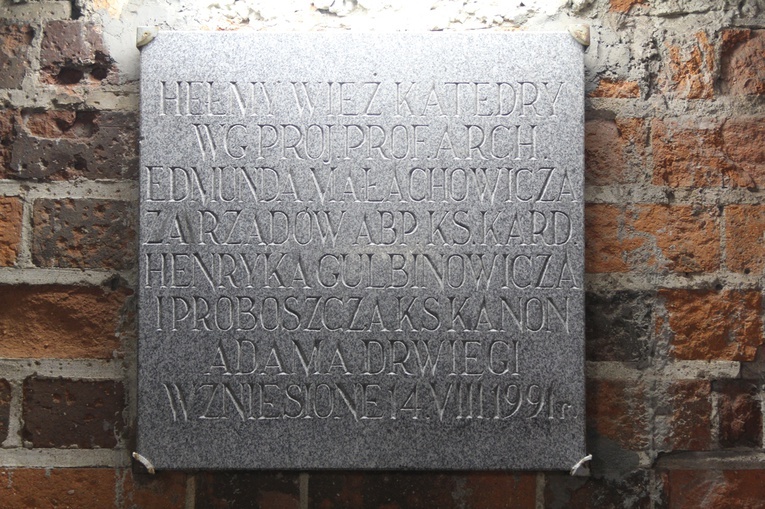 HEŁMY WIEŻ KATEDRY
WG PROJ. PROF. ARCH.
EDMUNDA MAŁACHOWICZA
ZA RZĄDÓW ABP KS. KARD.
HENRYKA GULBINOWICZA
I PROBOSZCZA KS KANON
ADAMA DRWIĘGI
WZNIESIONE 14.VIII.1991 r.